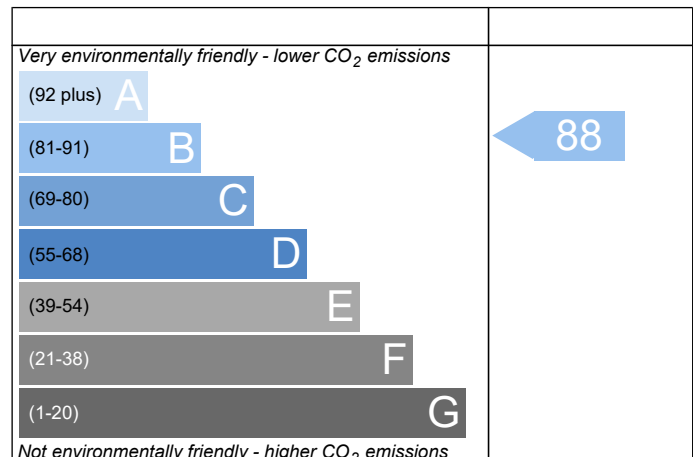 Very environmentally friendly - lower CO₂ emissions
(92 plus) A
(81-91) B
88
(69-80) C
(55-68) D
(39-54) E
(21-38) F
(1-20) G
Not environmentally friendly - higher CO₂ emissions